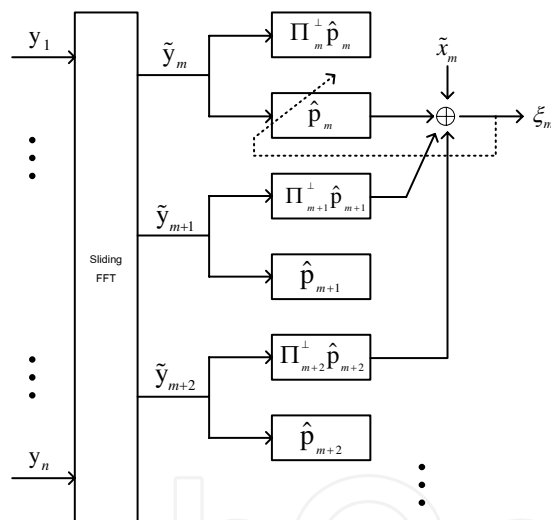 y₁
ỹₘ
Π⊥ₘ p̂ₘ
x̃ₘ
p̂ₘ
ξₘ
ỹₘ₊₁
Π⊥ₘ₊₁ p̂ₘ₊₁
Sliding
FFT
p̂ₘ₊₁
ỹₘ₊₂
Π⊥ₘ₊₂ p̂ₘ₊₂
yₙ
p̂ₘ₊₂